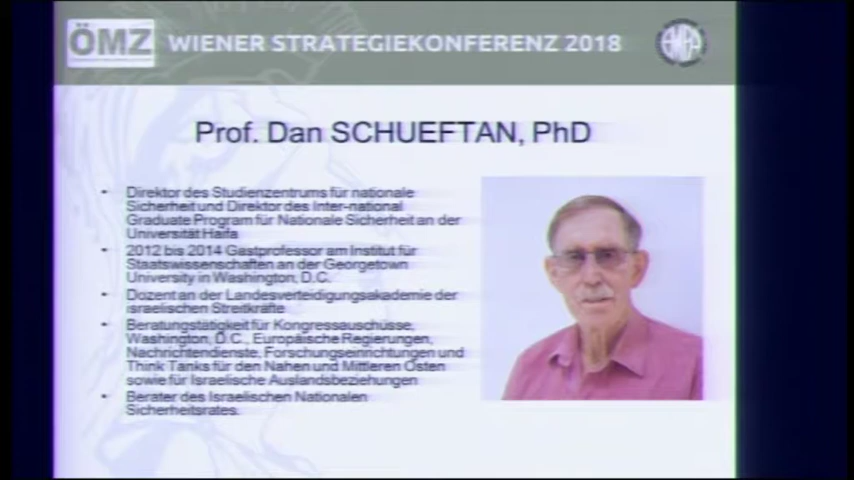 ÖMZ WIENER STRATEGIEKONFERENZ 2018
Prof. Dan SCHUEFTAN, PhD
• Direktor des Studienzentrums für nationale
Sicherheit und Direktor des Inter-national
Graduate Program für Nationale Sicherheit an der
Universität Haifa
• 2012 bis 2014 Gastprofessor am Institut für
Staatswissenschaften an der Georgetown
University in Washington, D.C.
• Dozent an der Landesverteidigungsakademie der
israelischen Streitkräfte
• Beratungstätigkeit für Kongressauschüsse,
Washington, D.C., Europäische Regierungen,
Nachrichtendienste, Forschungseinrichtungen und
Think Tanks für den Nahen und Mittleren Osten
sowie für Israelische Auslandsbeziehungen
• Berater des Israelischen Nationalen
Sicherheitsrates.